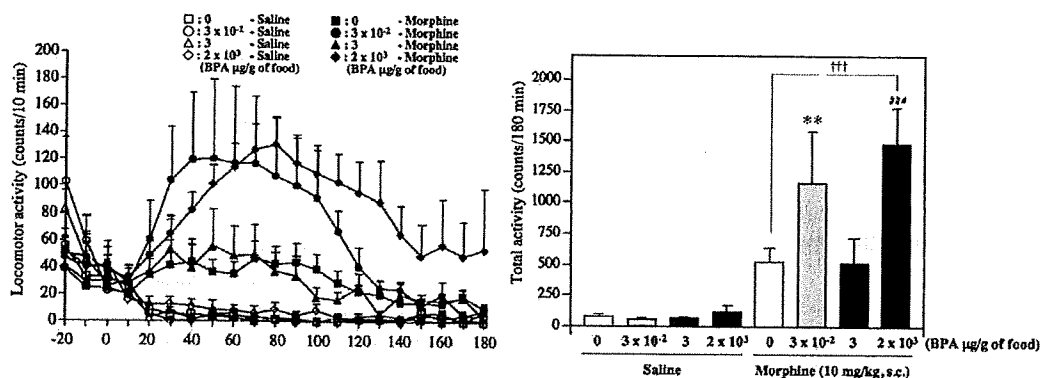 □ : 0 - Saline
○ : 3 x 10⁻² - Saline
△ : 3 - Saline
◇ : 2 x 10³ - Saline
(BPA µg/g of food)
■ : 0 - Morphine
● : 3 x 10⁻² - Morphine
▲ : 3 - Morphine
◆ : 2 x 10³ - Morphine
(BPA µg/g of food)
Locomotor activity (counts/10 min)
200
180
160
140
120
100
80
60
40
20
0
-20 0 20 40 60 80 100 120 140 160 180
Total activity (counts/180 min)
2000
1750
1500
1250
1000
750
500
250
0
†††
**
0 3 x 10⁻² 3 2 x 10³ 0 3 x 10⁻² 3 2 x 10³ (BPA µg/g of food)
Saline Morphine (10 mg/kg, s.c.)